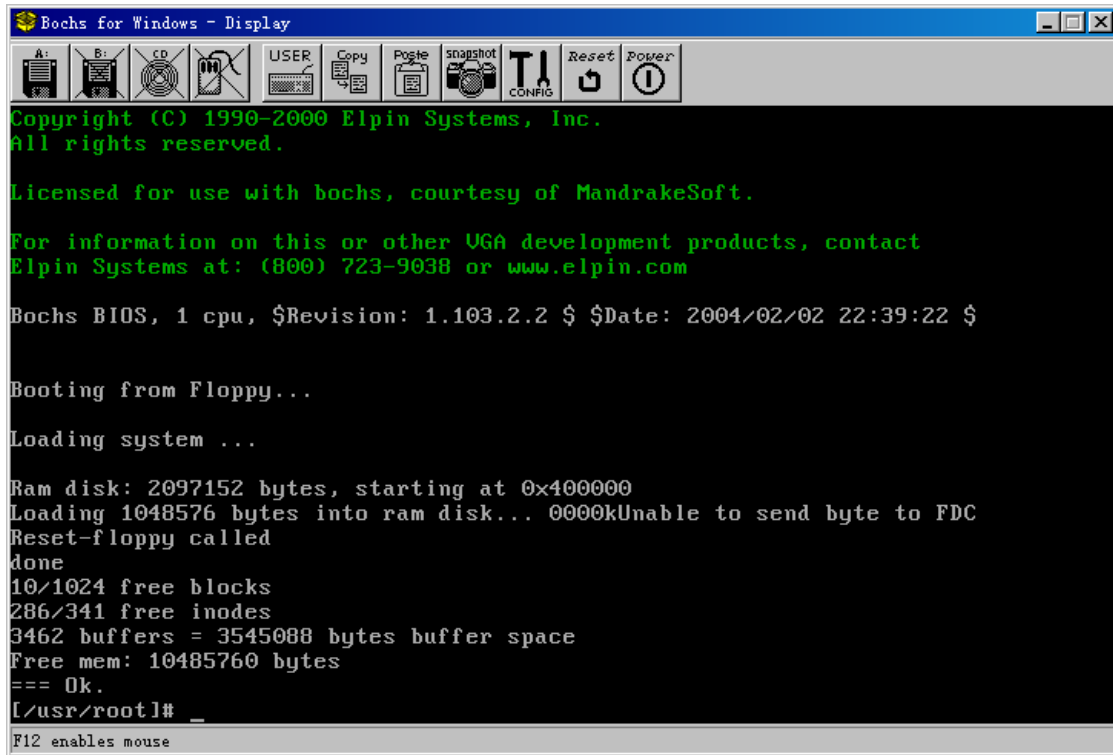 Bochs for Windows - Display
A: B: CD USER Copy Paste snapshot CONFIG Reset Power
Copyright (C) 1990-2000 Elpin Systems, Inc.
All rights reserved.
Licensed for use with bochs, courtesy of MandrakeSoft.
For information on this or other VGA development products, contact
Elpin Systems at: (800) 723-9038 or www.elpin.com
Bochs BIOS, 1 cpu, $Revision: 1.103.2.2 $ $Date: 2004/02/02 22:39:22 $
Booting from Floppy...
Loading system ...
Ram disk: 2097152 bytes, starting at 0x400000
Loading 1048576 bytes into ram disk... 0000kUnable to send byte to FDC
Reset-floppy called
done
10/1024 free blocks
286/341 free inodes
3462 buffers = 3545088 bytes buffer space
Free mem: 10485760 bytes
=== Ok.
[/usr/root]# _
F12 enables mouse